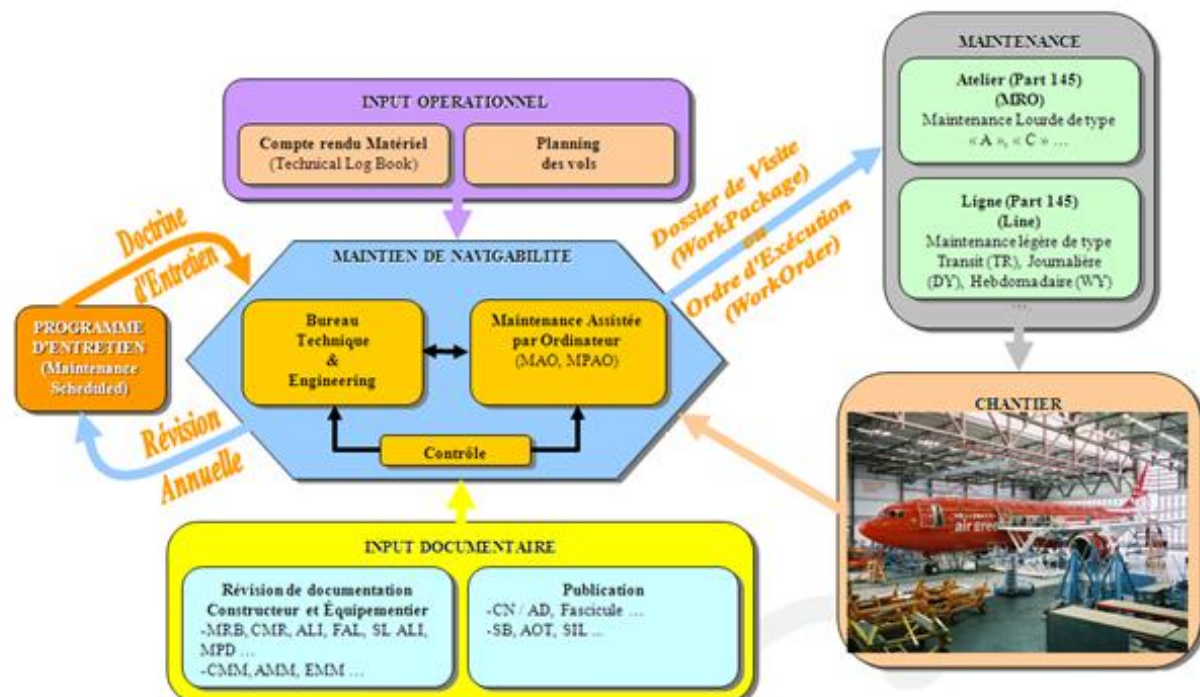 MAINTENANCE
Atelier (Part 145)
(MRO)
Maintenance Lourde de type
« A », « C » ...
Ligne (Part 145)
(Line)
Maintenance légère de type
Transit (TR), Journalière
(DY), Hebdomadaire (WY)
...
INPUT OPERATIONNEL
Compte rendu Matériel
(Technical Log Book)
Planning
des vols
Doctrine
d'Entretien
Dossier de Visite
(WorkPackage)
ou
Ordre d'Exécution
(WorkOrder)
MAINTIEN DE NAVIGABILITE
Bureau
Technique
&
Engineering
Maintenance Assistée
par Ordinateur
(MAO, MPAO)
Contrôle
PROGRAMME
D'ENTRETIEN
(Maintenance
Scheduled)
Révision
Annuelle
CHANTIER
air gree
INPUT DOCUMENTAIRE
Révision de documentation
Constructeur et Équipementier
-MRB, CMR, ALI, FAL, SL ALI,
MPD ...
-CMM, AMM, EMM ...
Publication
-CN / AD, Fascicule ...
-SB, AOT, SIL ...